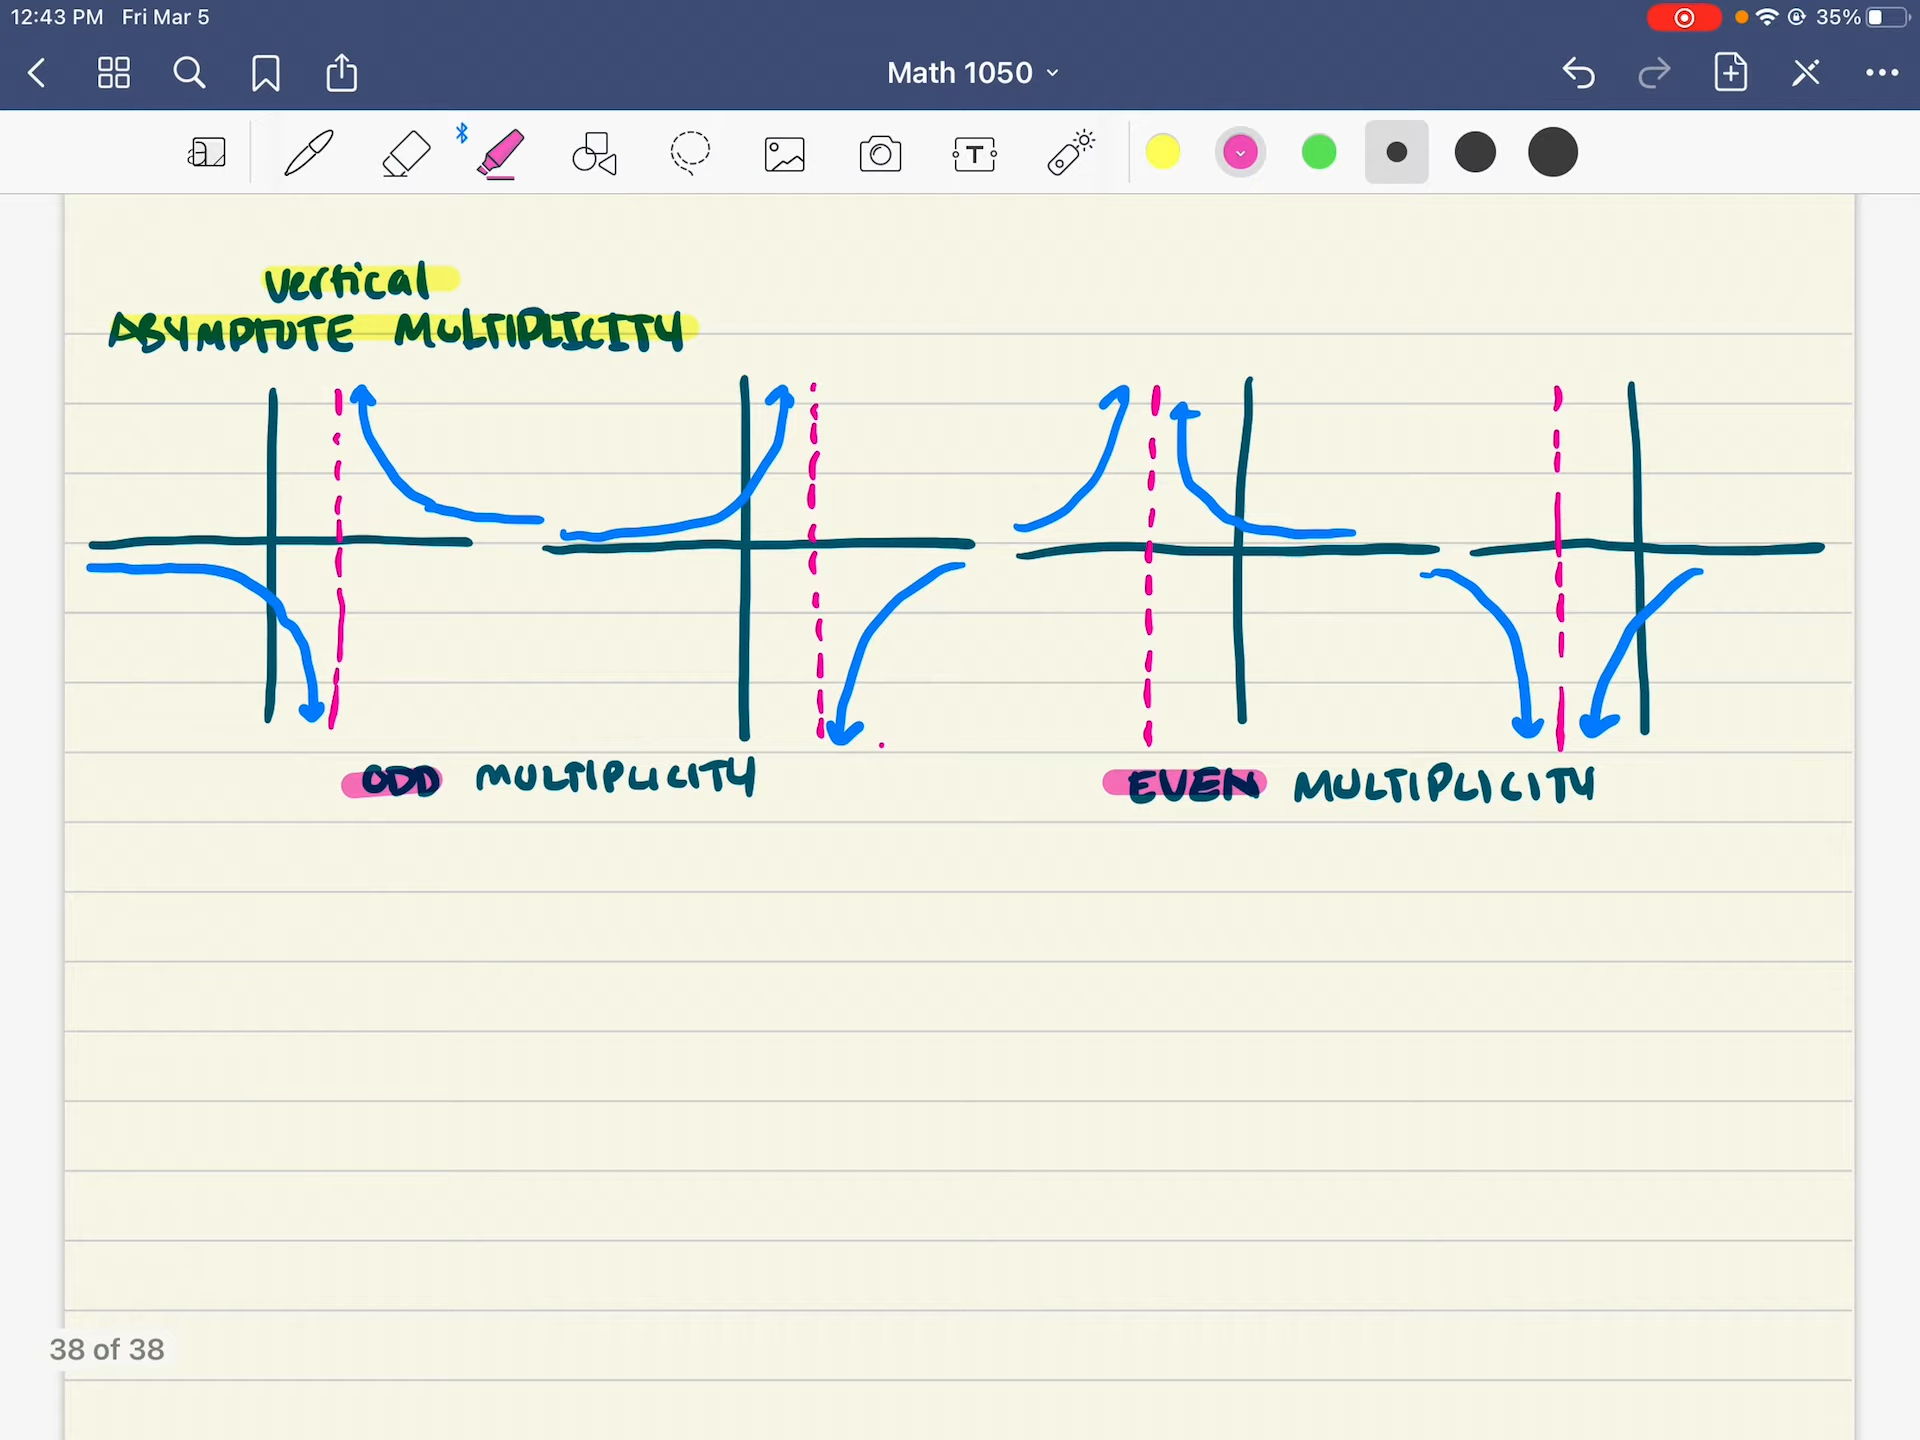 12:43 PM Fri Mar 5
35%
Math 1050
T
Vertical
ASYMPTOTE MULTIPLICITY
ODD MULTIPLICITY
EVEN MULTIPLICITY
38 of 38